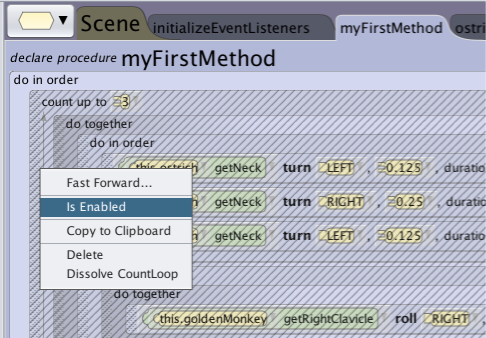 Scene initializeEventListeners myFirstMethod ostri
declare procedure myFirstMethod
do in order
count up to 3
do together
do in order
this.ostrich getNeck turn LEFT , 0.125 , duratio
getNeck turn RIGHT , 0.25 , duratio
getNeck turn LEFT , 0.125 , duratio
Fast Forward...
Is Enabled
Copy to Clipboard
Delete
Dissolve CountLoop
do together
this.goldenMonkey getRightClavicle roll RIGHT ,